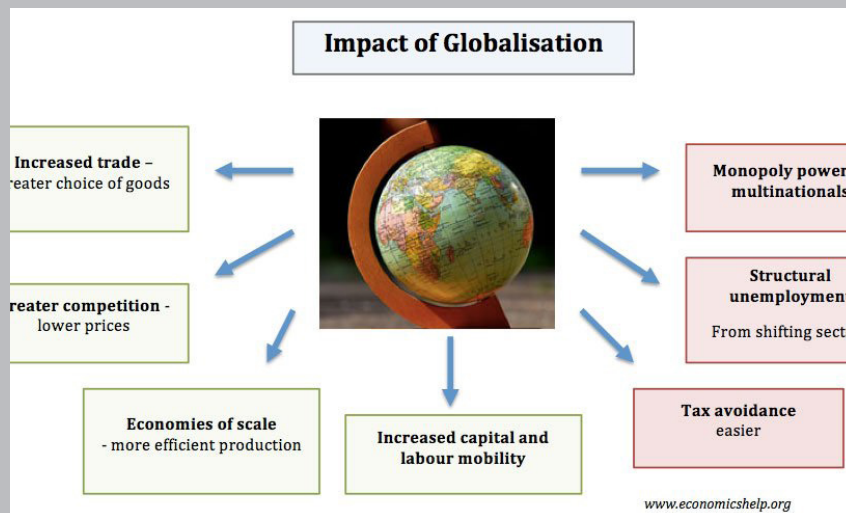 Impact of Globalisation
Increased trade –
reater choice of goods
reater competition -
lower prices
Economies of scale
- more efficient production
Increased capital and
labour mobility
Monopoly power
multinationals
Structural
unemployment
From shifting sect
Tax avoidance
easier
www.economicshelp.org